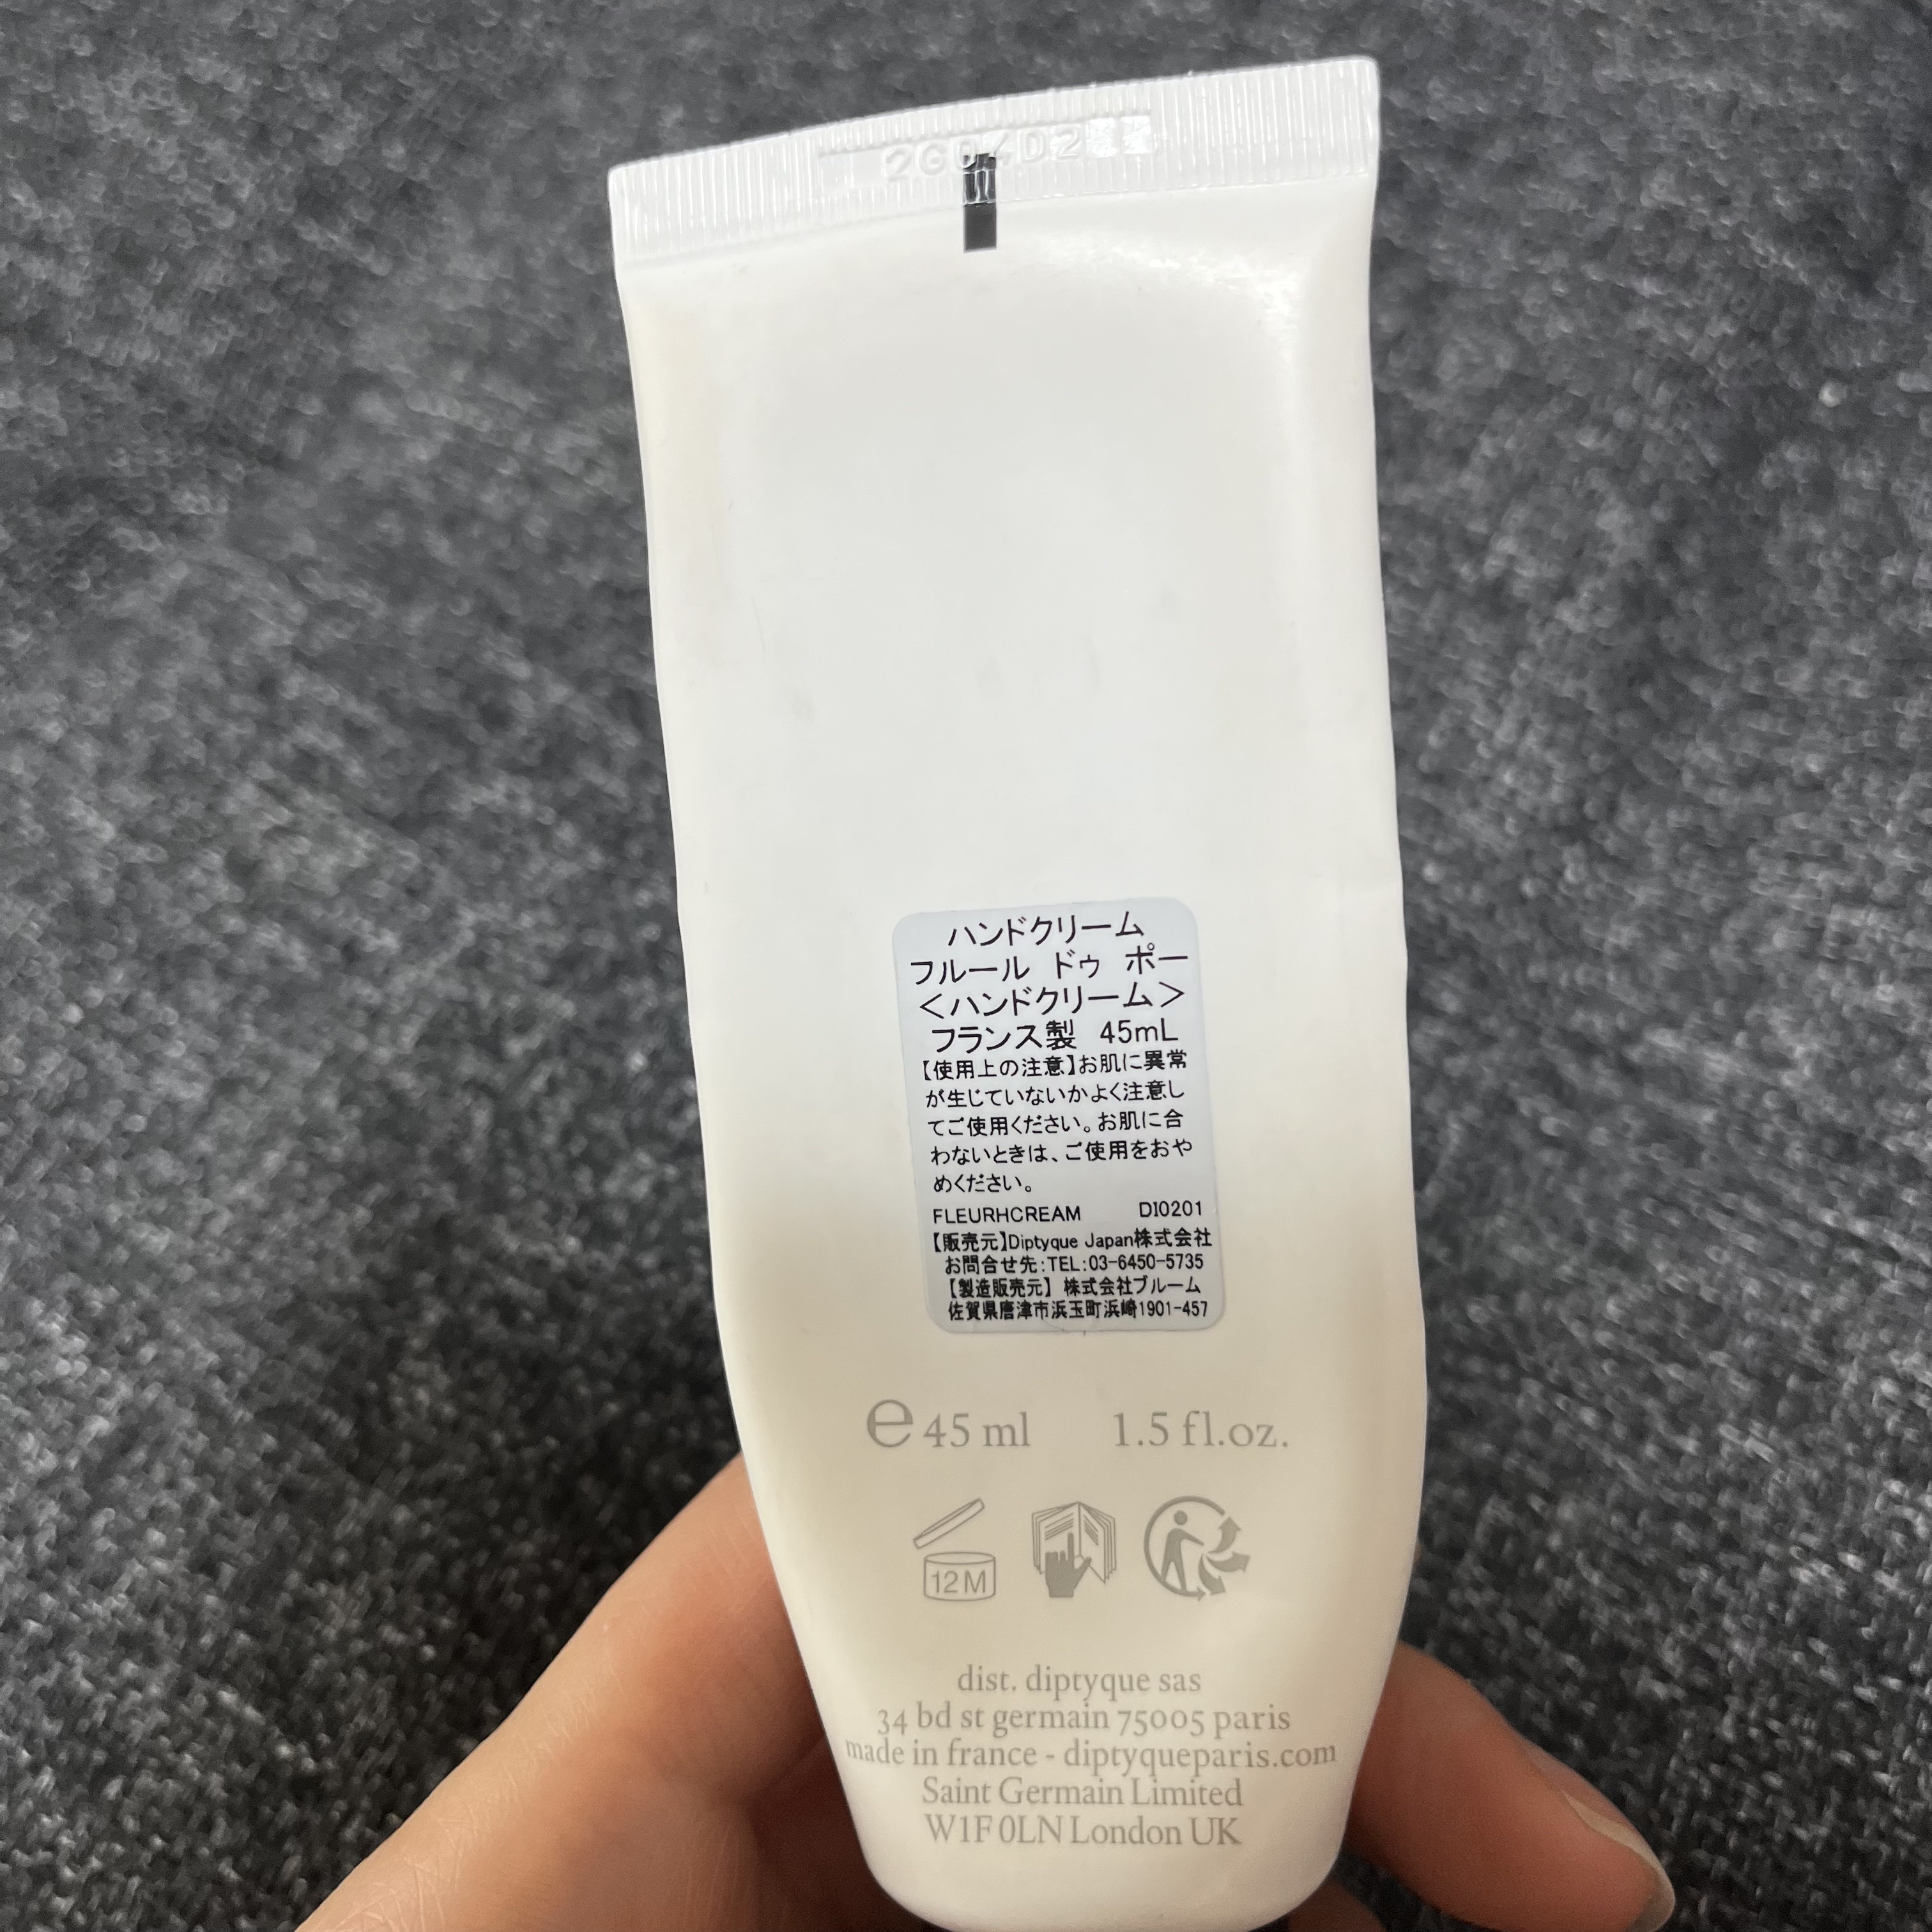 ハンドクリーム
フルール ドゥ ポー
＜ハンドクリーム＞
フランス製 45mL
【使用上の注意】お肌に異常
が生じていないかよく注意し
てご使用ください。お肌に合
わないときは、ご使用をおや
めください。
FLEURHCREAM DI0201
【販売元】Diptyque Japan株式会社
お問合せ先:TEL:03-6450-5735
【製造販売元】 株式会社ブルーム
佐賀県唐津市浜玉町浜崎1901-457
e 45 ml 1.5 fl.oz.
12M
dist. diptyque sas
34 bd st germain 75005 paris
made in france - diptyqueparis.com
Saint Germain Limited
W1F 0LN London UK